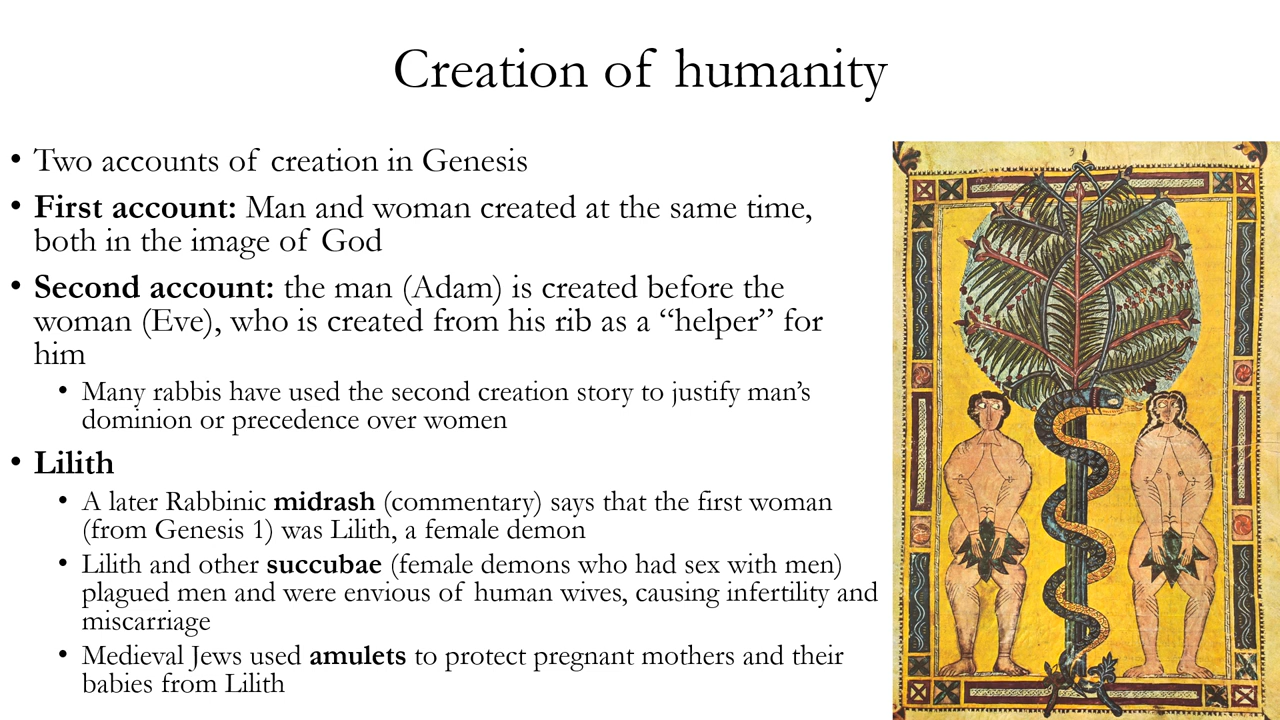 Creation of humanity
• Two accounts of creation in Genesis
• First account: Man and woman created at the same time,
both in the image of God
• Second account: the man (Adam) is created before the
woman (Eve), who is created from his rib as a “helper” for
him
• Many rabbis have used the second creation story to justify man’s
dominion or precedence over women
• Lilith
• A later Rabbinic midrash (commentary) says that the first woman
(from Genesis 1) was Lilith, a female demon
• Lilith and other succubae (female demons who had sex with men)
plagued men and were envious of human wives, causing infertility and
miscarriage
• Medieval Jews used amulets to protect pregnant mothers and their
babies from Lilith